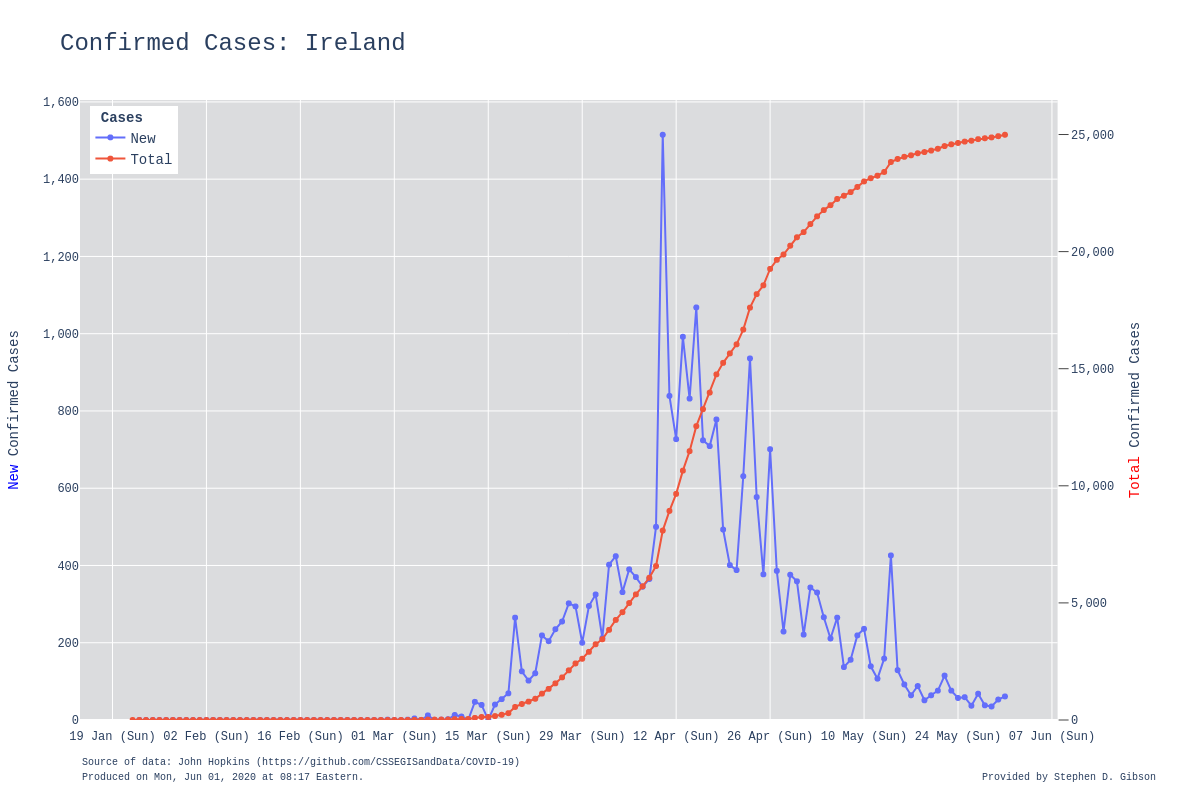 Confirmed Cases: Ireland
Cases
New
Total
1,600
1,400
1,200
1,000
800
600
400
200
0
New Confirmed Cases
25,000
20,000
15,000
10,000
5,000
0
Total Confirmed Cases
19 Jan (Sun) 02 Feb (Sun) 16 Feb (Sun) 01 Mar (Sun) 15 Mar (Sun) 29 Mar (Sun) 12 Apr (Sun) 26 Apr (Sun) 10 May (Sun) 24 May (Sun) 07 Jun (Sun)
Source of data: John Hopkins (https://github.com/CSSEGISandData/COVID-19)
Produced on Mon, Jun 01, 2020 at 08:17 Eastern.
Provided by Stephen D. Gibson